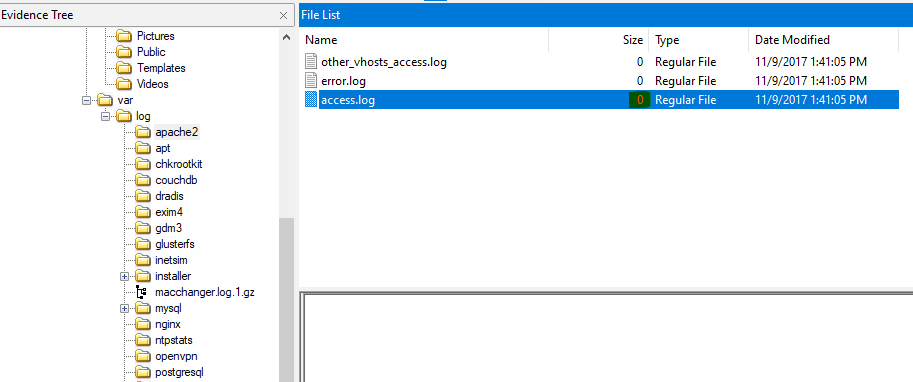 Evidence Tree
Pictures
Public
Templates
Videos
var
log
apache2
apt
chkrootkit
couchdb
dradis
exim4
gdm3
glusterfs
inetsim
installer
macchanger.log.1.gz
mysql
nginx
ntpstats
openvpn
postgresql
File List
Name Size Type Date Modified
other_vhosts_access.log 0 Regular File 11/9/2017 1:41:05 PM
error.log 0 Regular File 11/9/2017 1:41:05 PM
access.log 0 Regular File 11/9/2017 1:41:05 PM